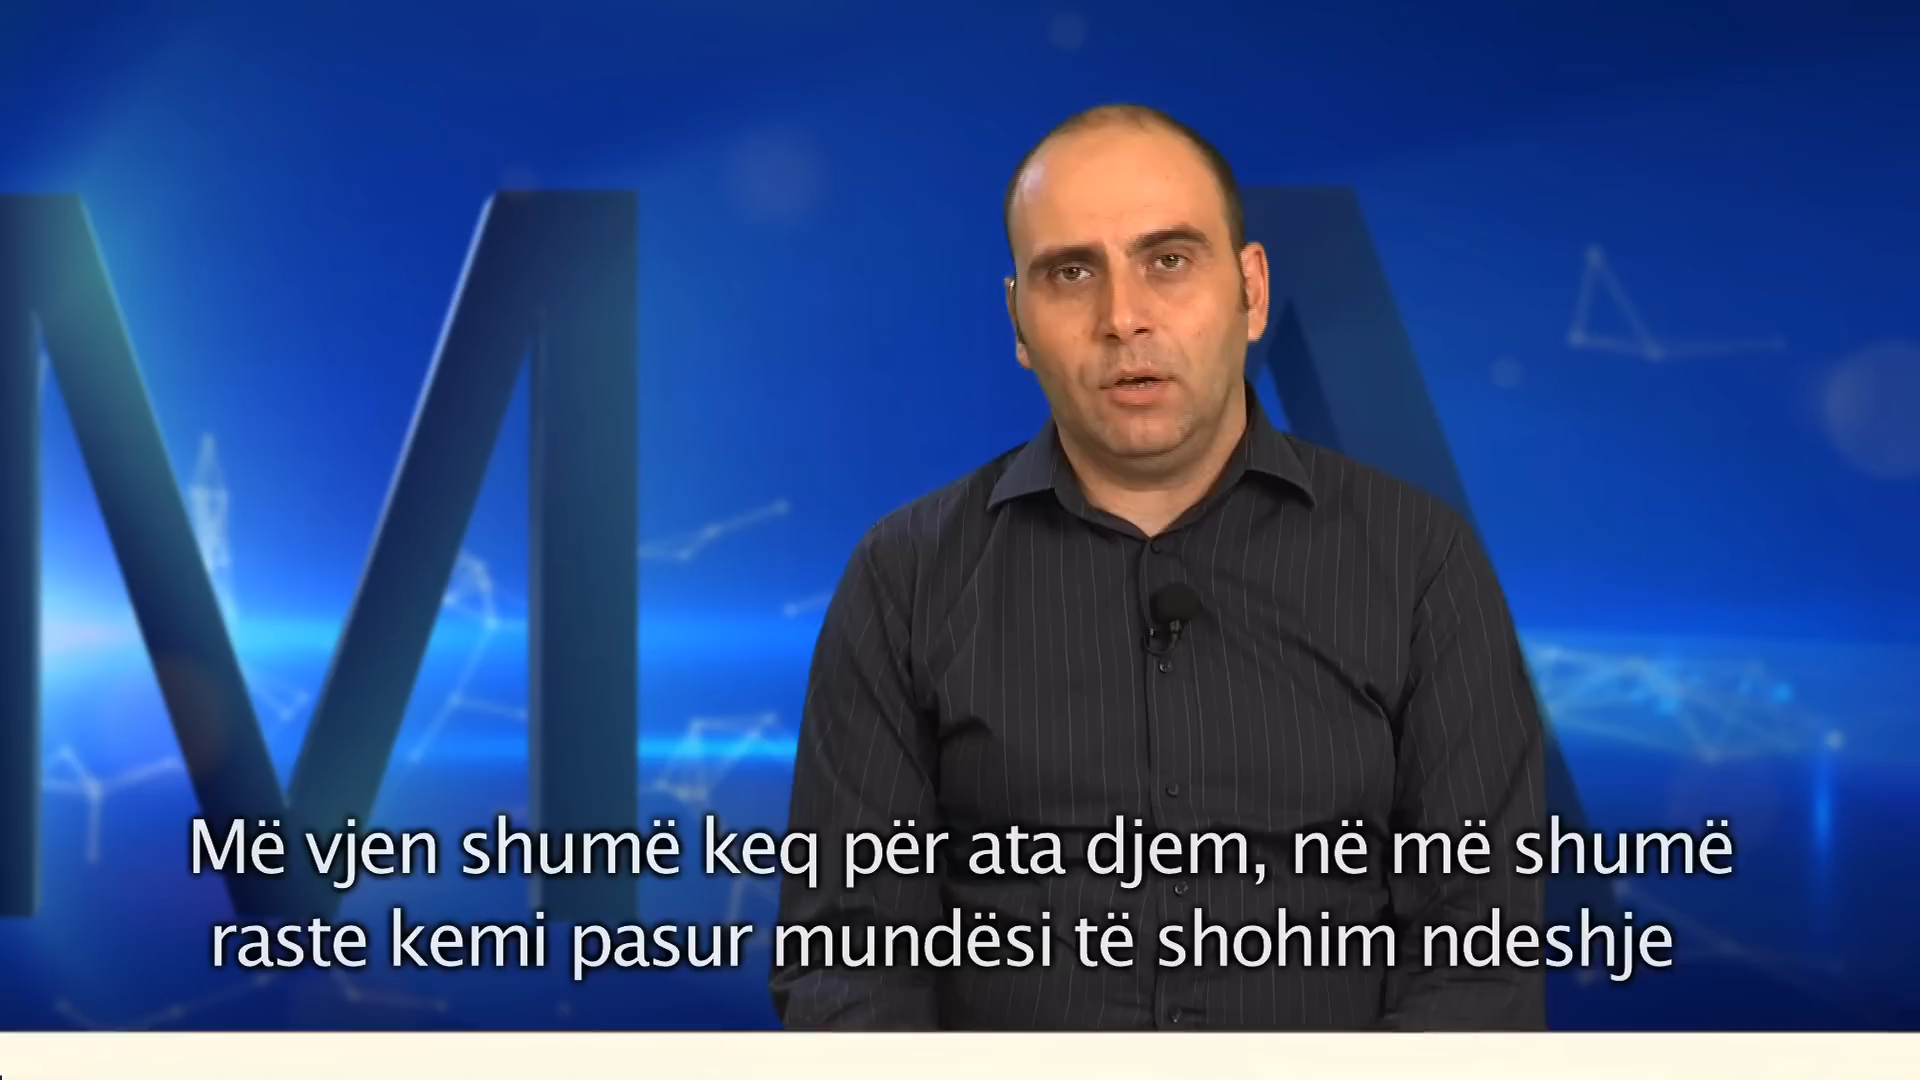 M A
Më vjen shumë keq për ata djem, në më shumë
raste kemi pasur mundësi të shohim ndeshje